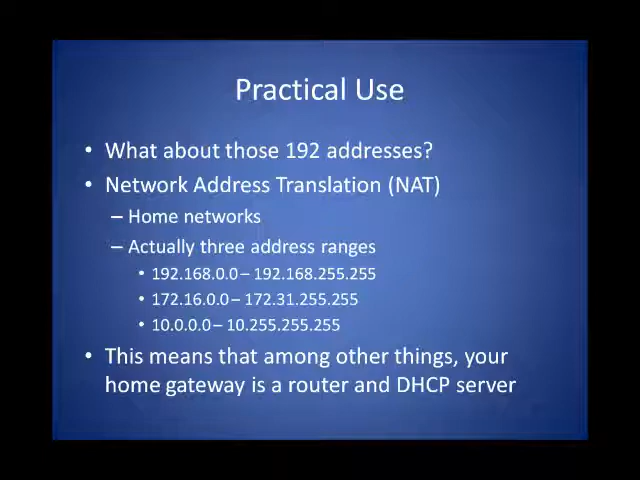 Practical Use
• What about those 192 addresses?
• Network Address Translation (NAT)
– Home networks
– Actually three address ranges
• 192.168.0.0 – 192.168.255.255
• 172.16.0.0 – 172.31.255.255
• 10.0.0.0 – 10.255.255.255
• This means that among other things, your
home gateway is a router and DHCP server